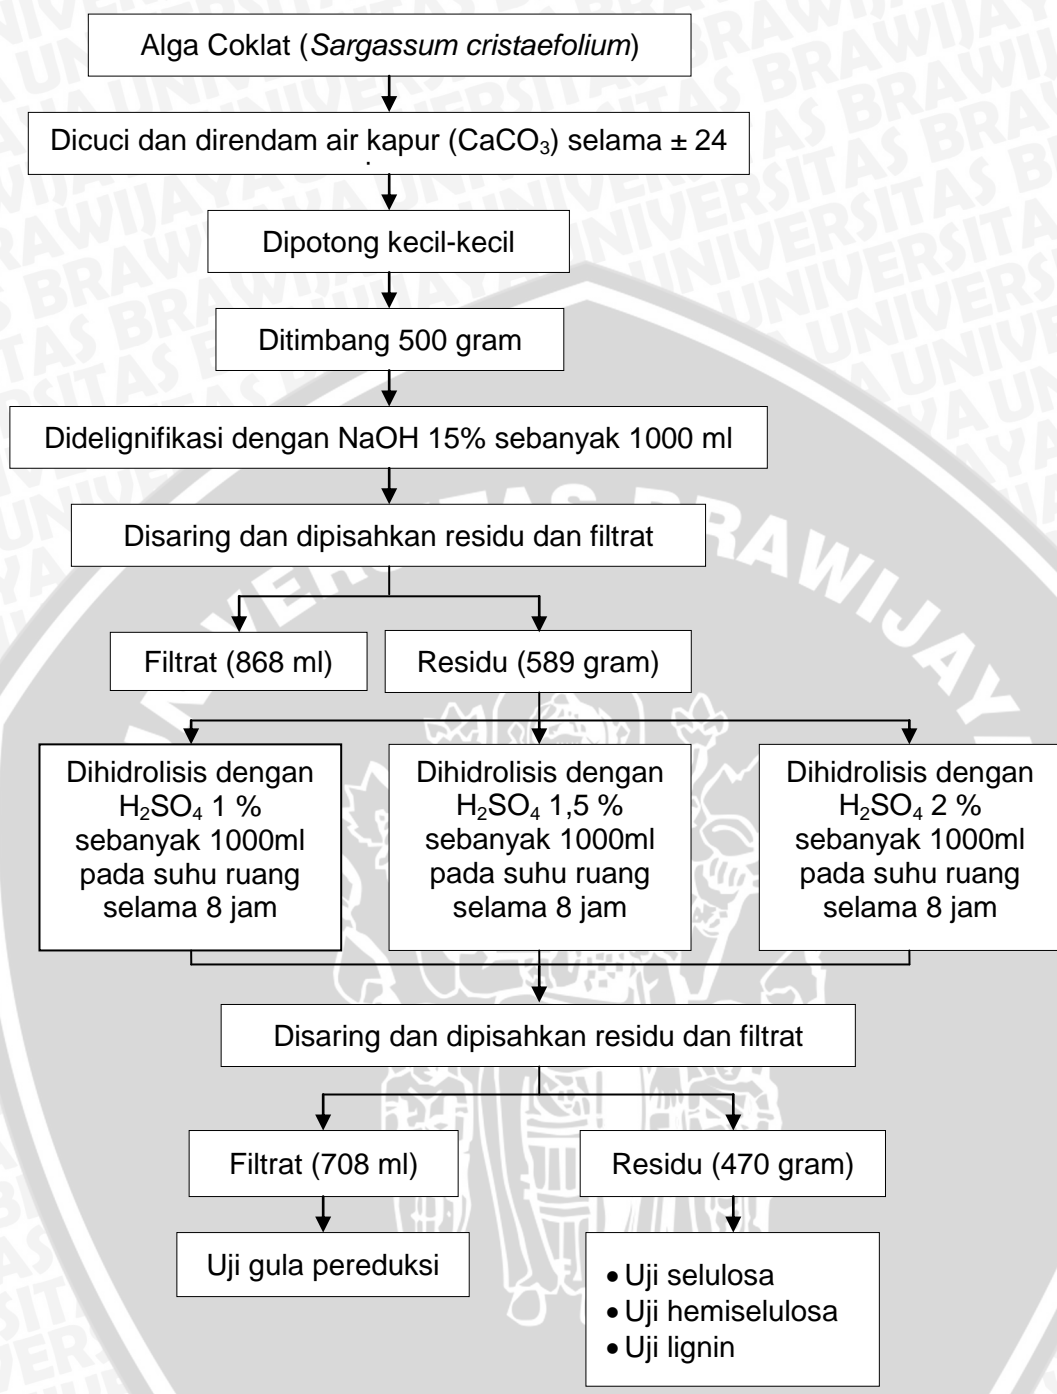 Alga Coklat (Sargassum cristaefolium)
Dicuci dan direndam air kapur (CaCO₃) selama ± 24
Dipotong kecil-kecil
Ditimbang 500 gram
Didelignifikasi dengan NaOH 15% sebanyak 1000 ml
Disaring dan dipisahkan residu dan filtrat
Filtrat (868 ml)
Residu (589 gram)
Dihidrolisis dengan
H₂SO₄ 1 %
sebanyak 1000ml
pada suhu ruang
selama 8 jam
Dihidrolisis dengan
H₂SO₄ 1,5 %
sebanyak 1000ml
pada suhu ruang
selama 8 jam
Dihidrolisis dengan
H₂SO₄ 2 %
sebanyak 1000ml
pada suhu ruang
selama 8 jam
Disaring dan dipisahkan residu dan filtrat
Filtrat (708 ml)
Residu (470 gram)
Uji gula pereduksi
• Uji selulosa
• Uji hemiselulosa
• Uji lignin
UNIVERSITAS BRAWIJAYA